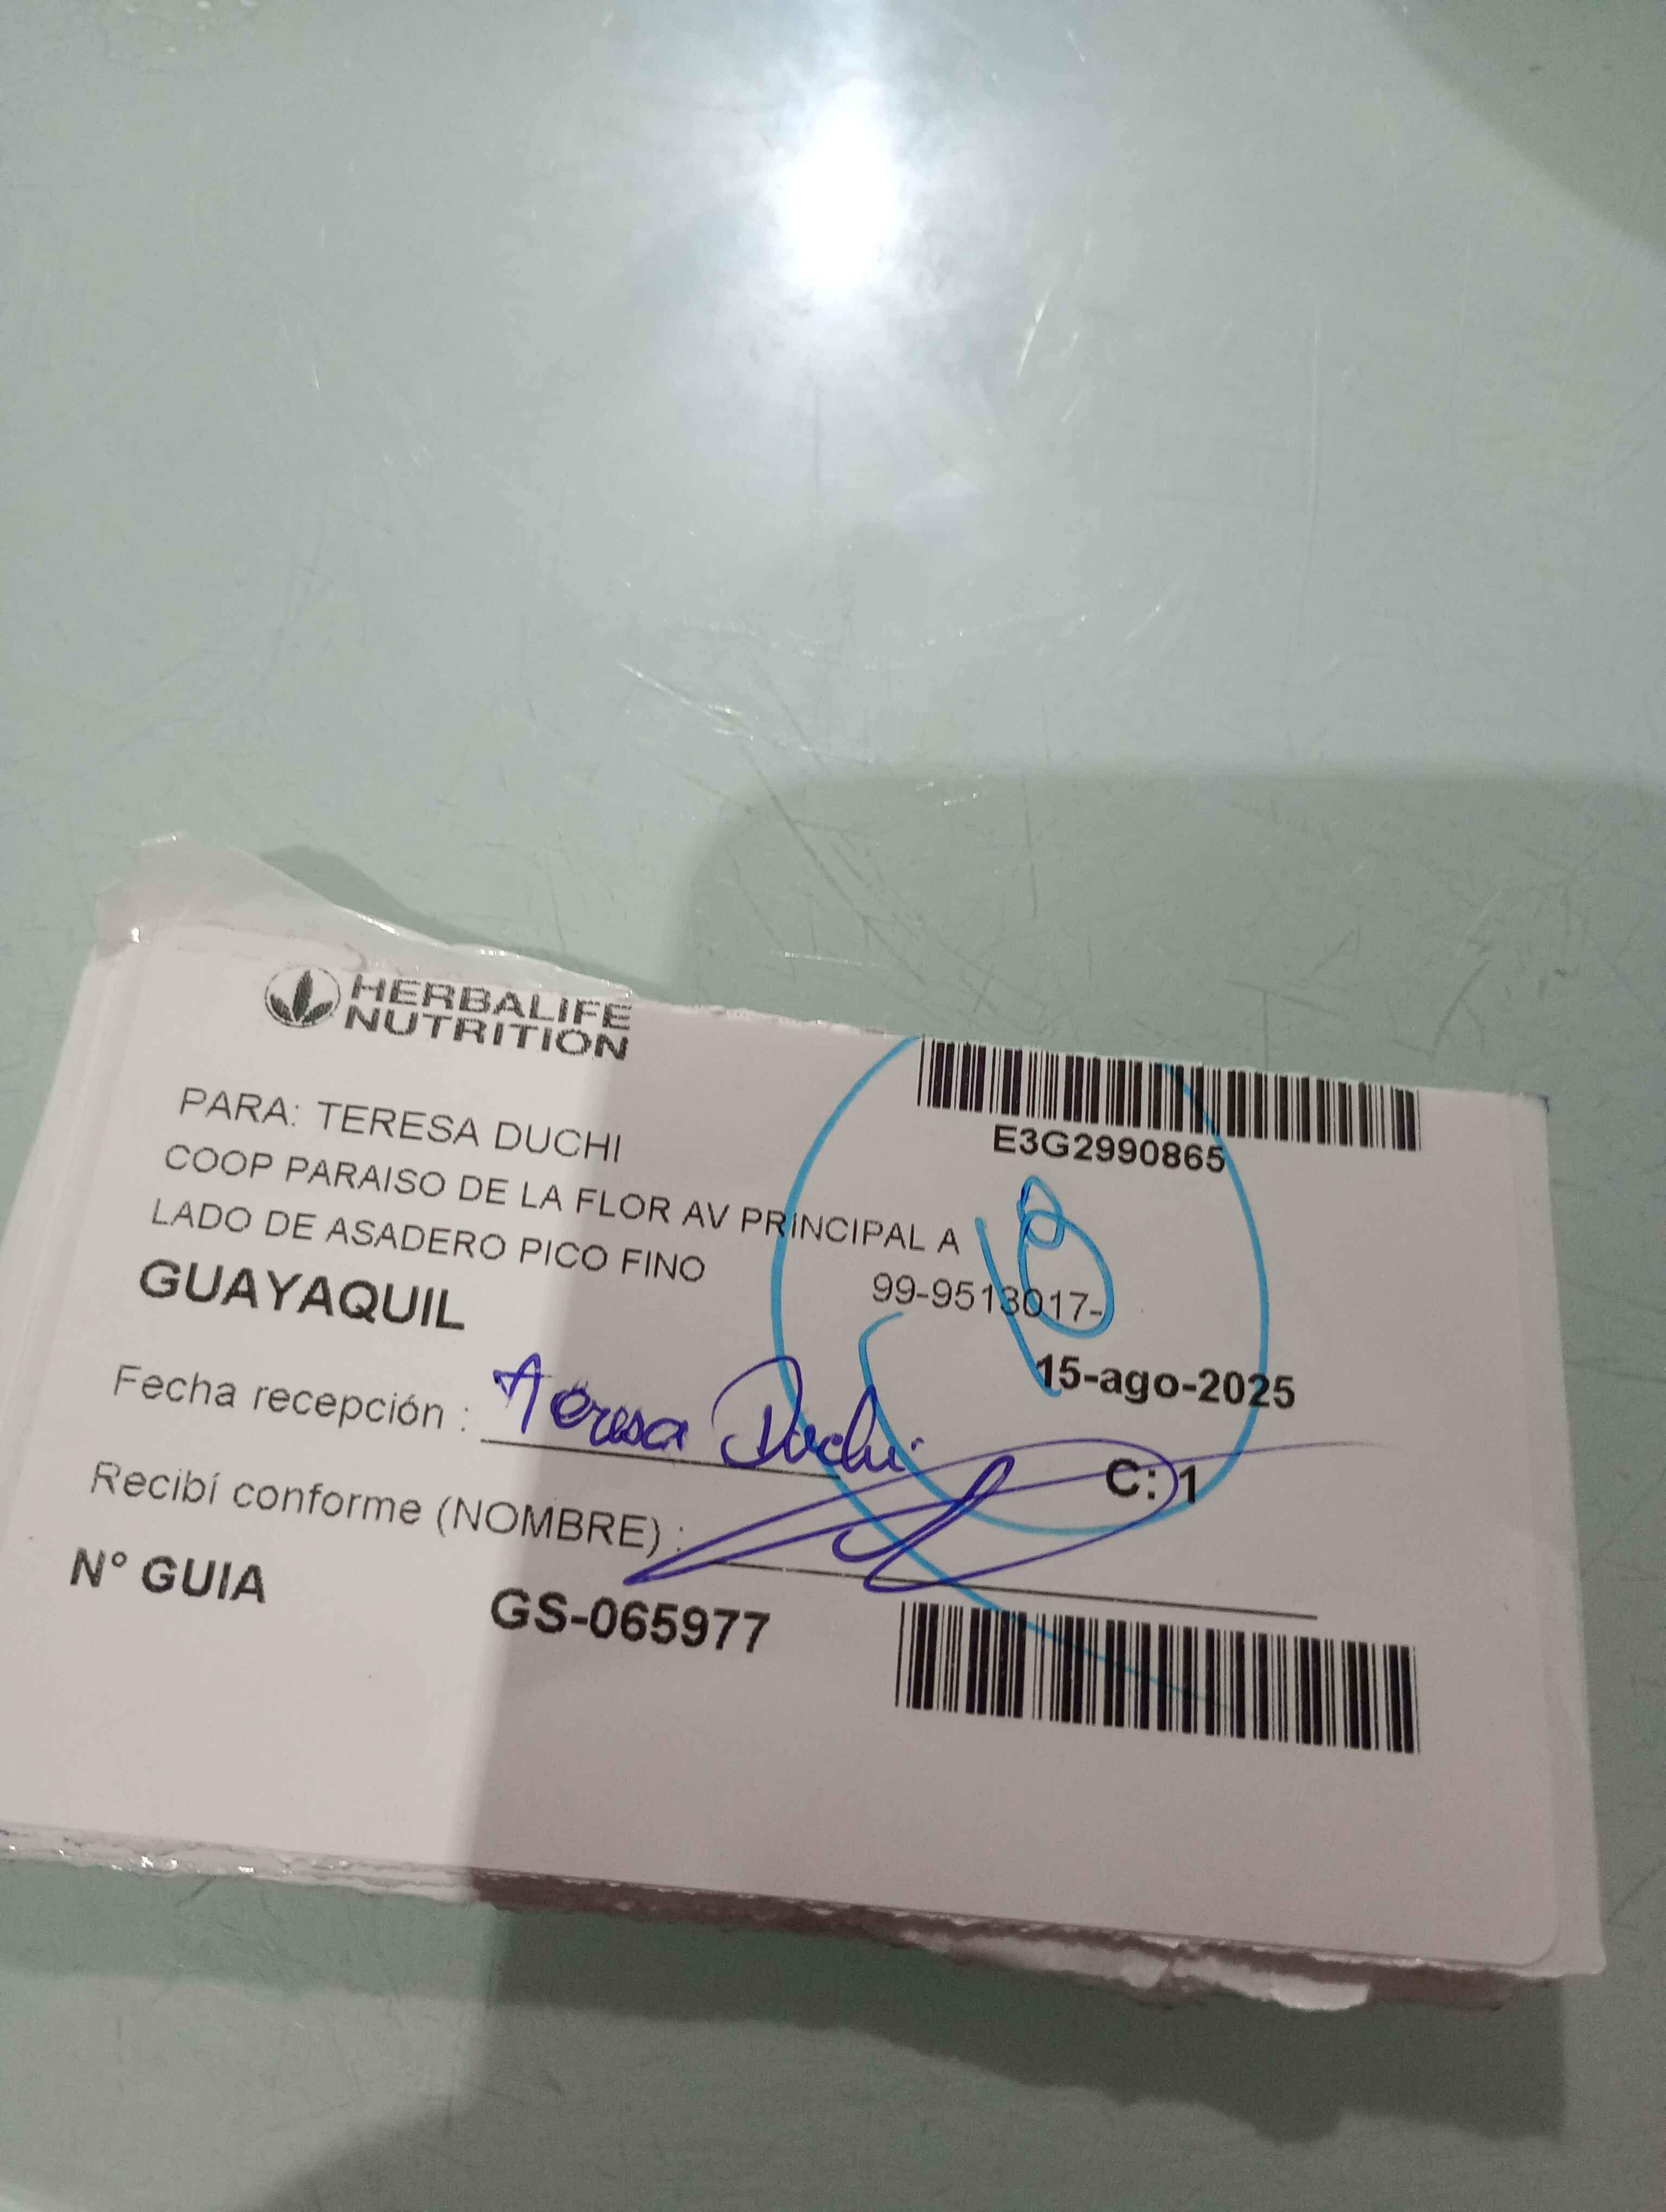 HERBALIFE
NUTRITION
E3G2990865
PARA: TERESA DUCHI
COOP PARAISO DE LA FLOR AV PRINCIPAL A
LADO DE ASADERO PICO FINO
99-9513017-
GUAYAQUIL
15-ago-2025
Fecha recepción : Teresa Duchi
C: 1
Recibí conforme (NOMBRE) :
N° GUIA GS-065977